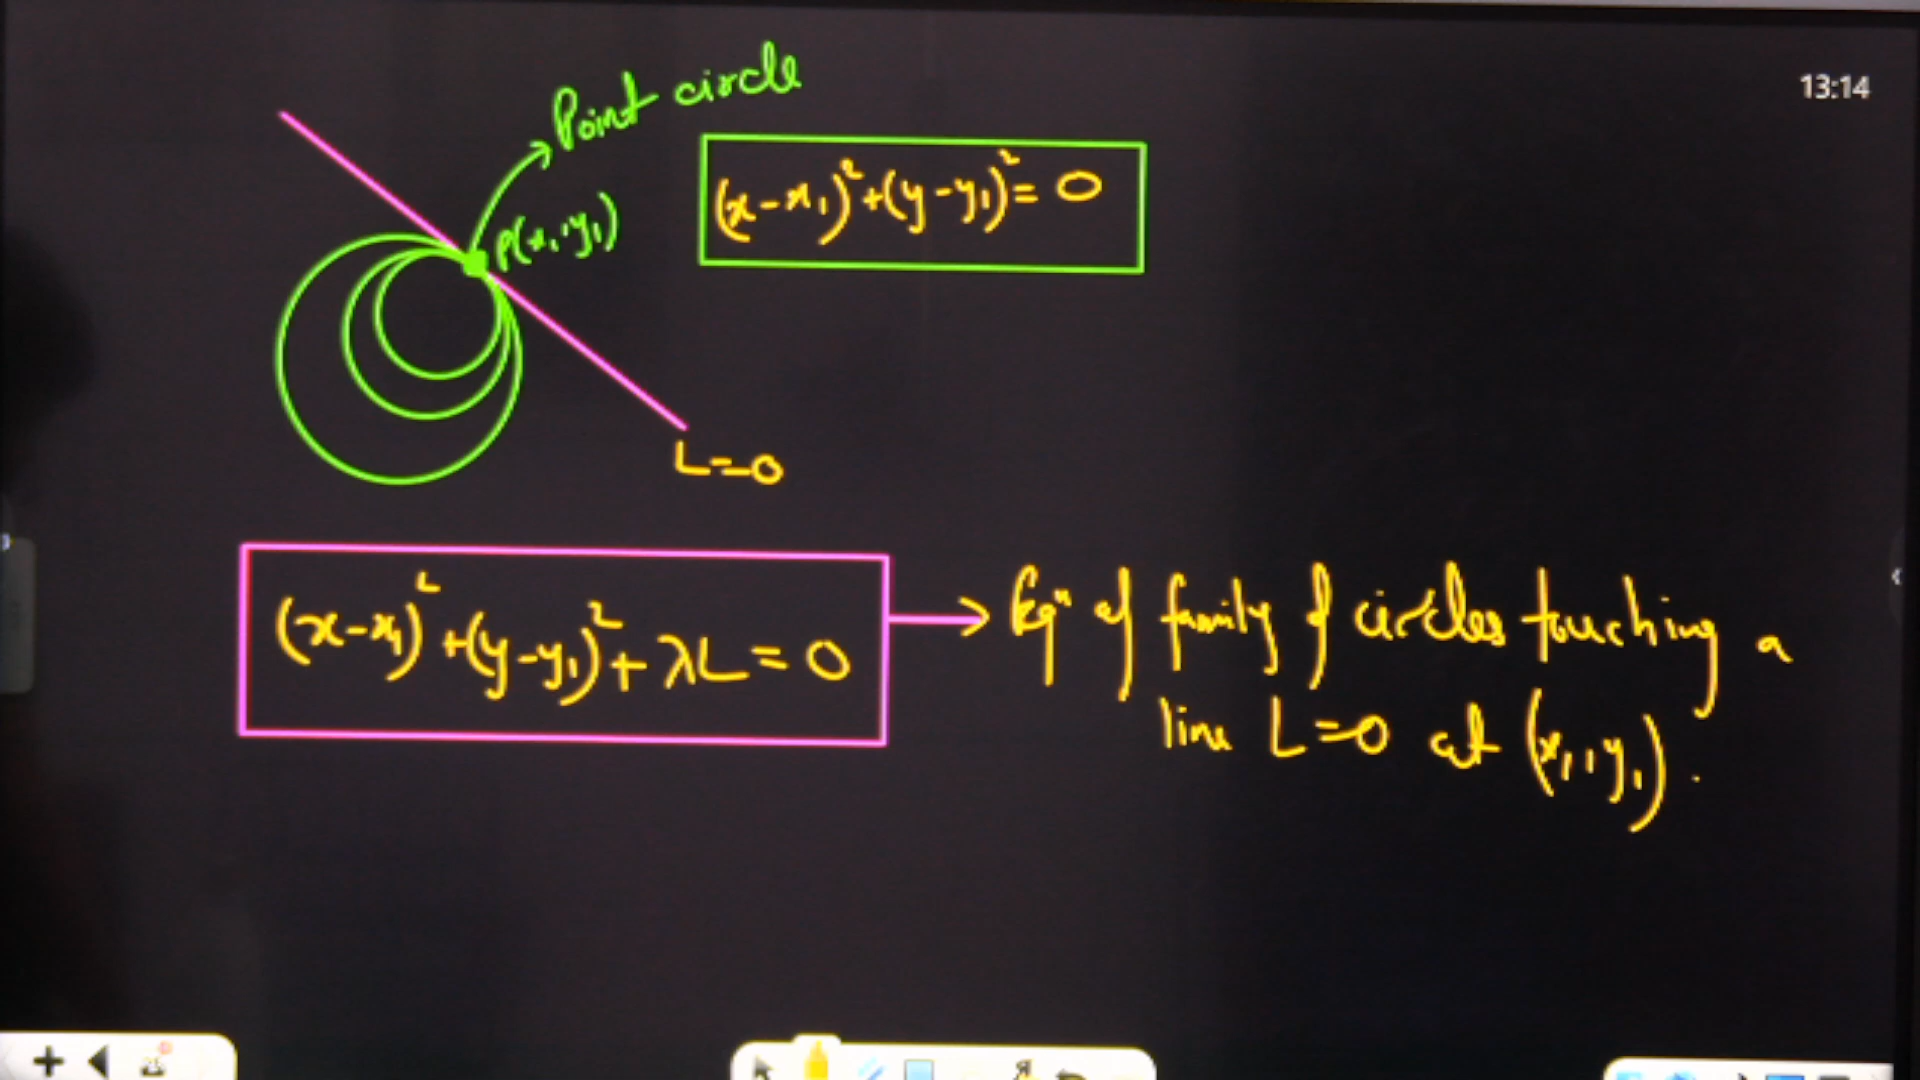 13:14
Point circle
(x-x₁)²+(y-y₁)²= 0
P(x₁,y₁)
L=0
(x-x₁)²+(y-y₁)²+λL=0
Eqⁿ of family of circles touching a
line L=0 at (x₁,y₁).